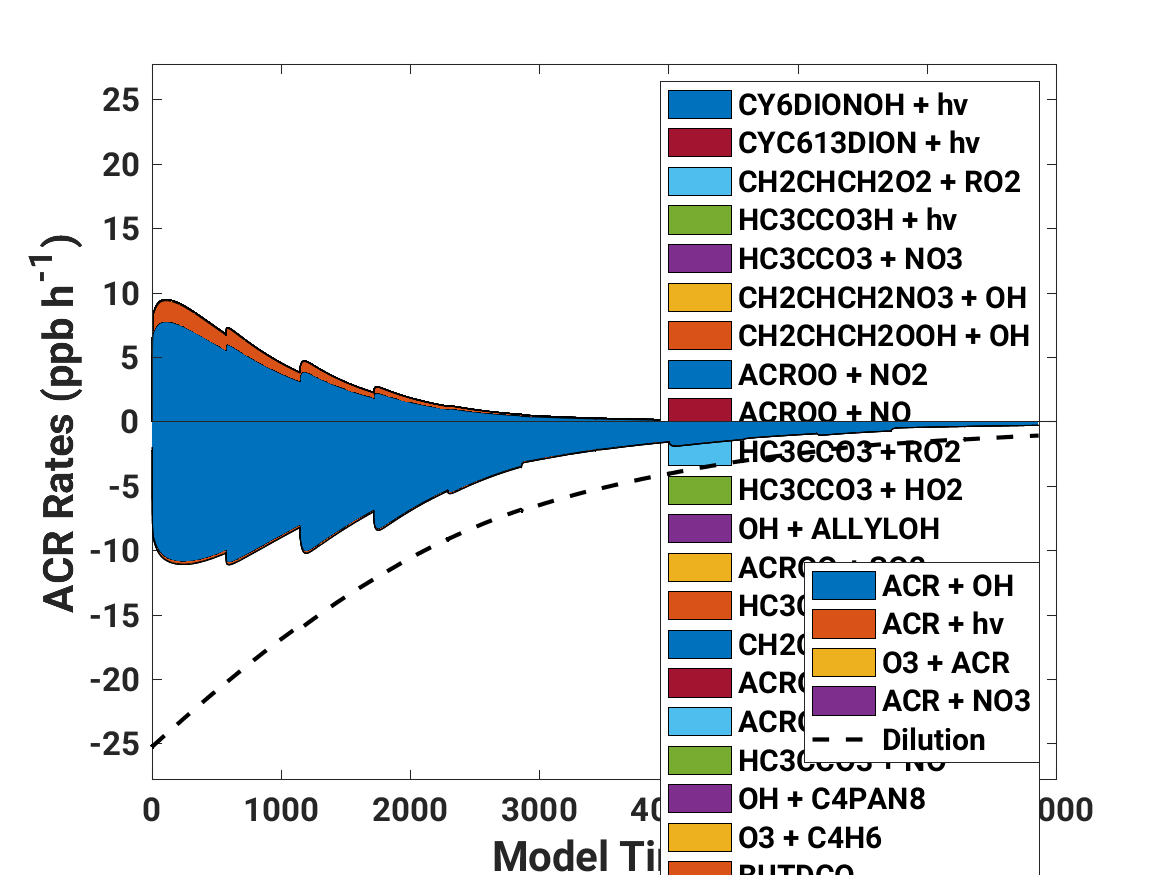 25
20
15
10
5
0
-5
-10
-15
-20
-25
ACR Rates (ppb h-1)
0
1000
2000
3000
CY6DIONOH + hv
CYC613DION + hv
CH2CHCH2O2 + RO2
HC3CCO3H + hv
HC3CCO3 + NO3
CH2CHCH2NO3 + OH
CH2CHCH2OOH + OH
ACROO + NO2
ACROO + NO
HC3CCO3 + RO2
HC3CCO3 + HO2
OH + ALLYLOH
HC3CCO3 + NO
OH + C4PAN8
O3 + C4H6
BUTDCO
ACR + OH
ACR + hv
O3 + ACR
ACR + NO3
Dilution
Model